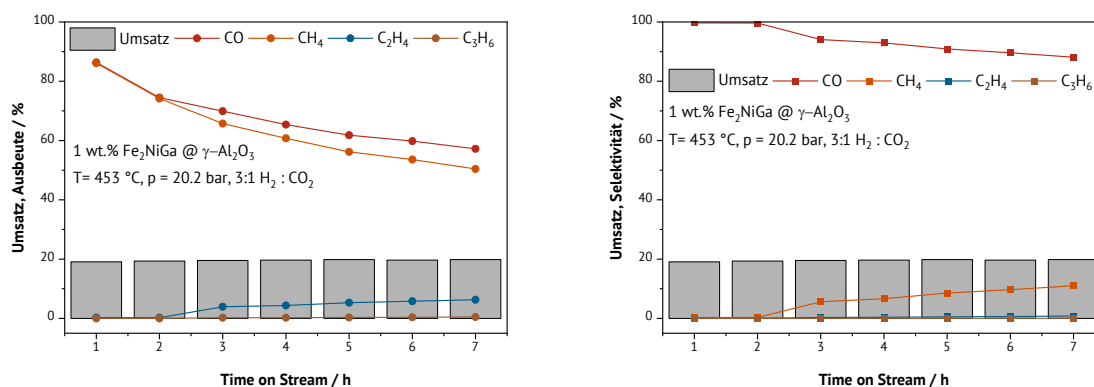 Umsatz, Ausbeute / %
100
80
60
40
20
0
Umsatz CO CH₄ C₂H₄ C₃H₆
1 wt.% Fe₂NiGa @ γ–Al₂O₃
T= 453 °C, p = 20.2 bar, 3:1 H₂ : CO₂
1 2 3 4 5 6 7
Time on Stream / h
Umsatz, Selektivität / %
100
80
60
40
20
0
Umsatz CO CH₄ C₂H₄ C₃H₆
1 wt.% Fe₂NiGa @ γ–Al₂O₃
T= 453 °C, p = 20.2 bar, 3:1 H₂ : CO₂
1 2 3 4 5 6 7
Time on Stream / h